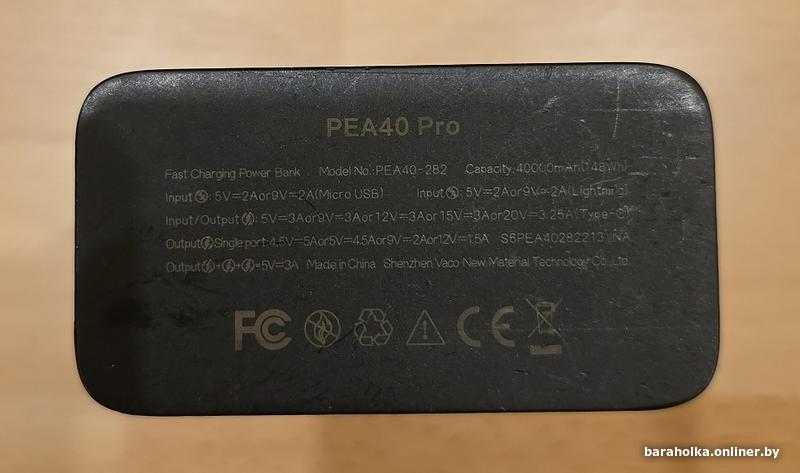 PEA40 Pro
Fast Charging Power Bank Model No.:PEA40-282 Capacity:40000mAh(148Wh)
Input: 5V⎓2Aor9V⎓2A(Micro USB) Input: 5V⎓2Aor9V⎓2A(Lightning)
Input/Output: 5V⎓3Aor9V⎓3Aor12V⎓3Aor15V⎓3Aor20V⎓3.25A(Type-C)
Output Single port: 4.5V⎓5Aor5V⎓4.5Aor9V⎓2Aor12V⎓1.5A S6PEA40282213 NA
Output + + =5V⎓3A Made in China Shenzhen Vaco New Material Technology Co.,Ltd.
FC CE
baraholka.onliner.by